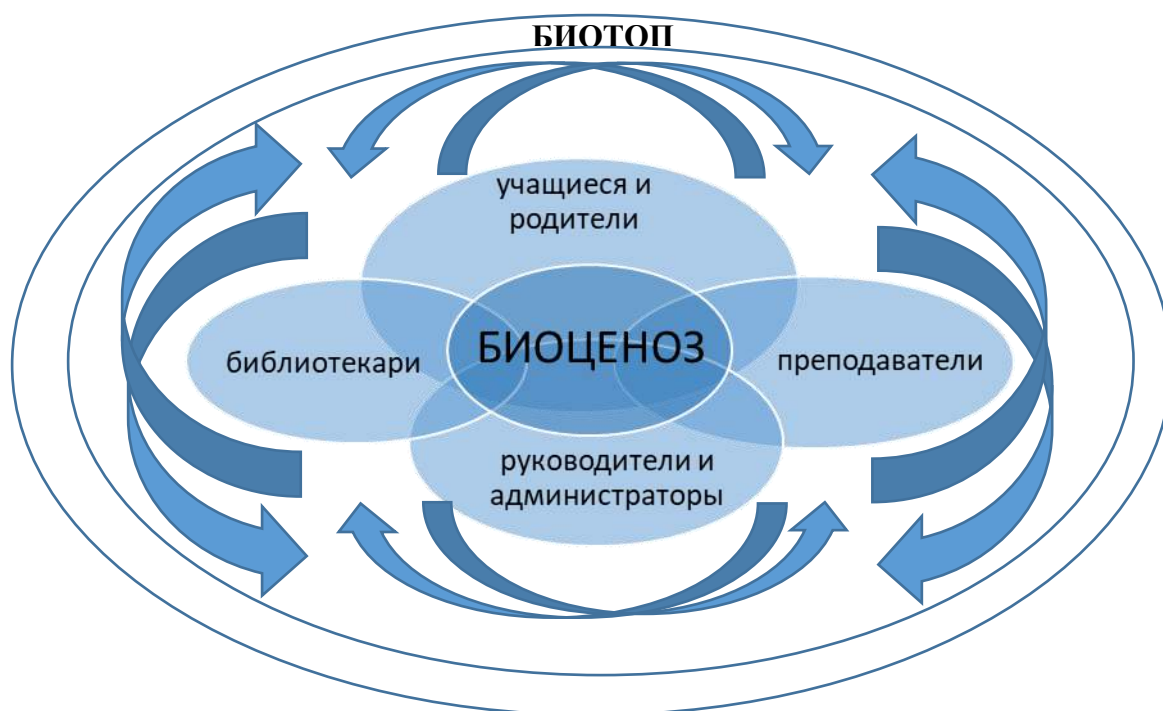 БИОТОП
учащиеся и
родители
библиотекари
БИОЦЕНОЗ
преподаватели
руководители и
администраторы